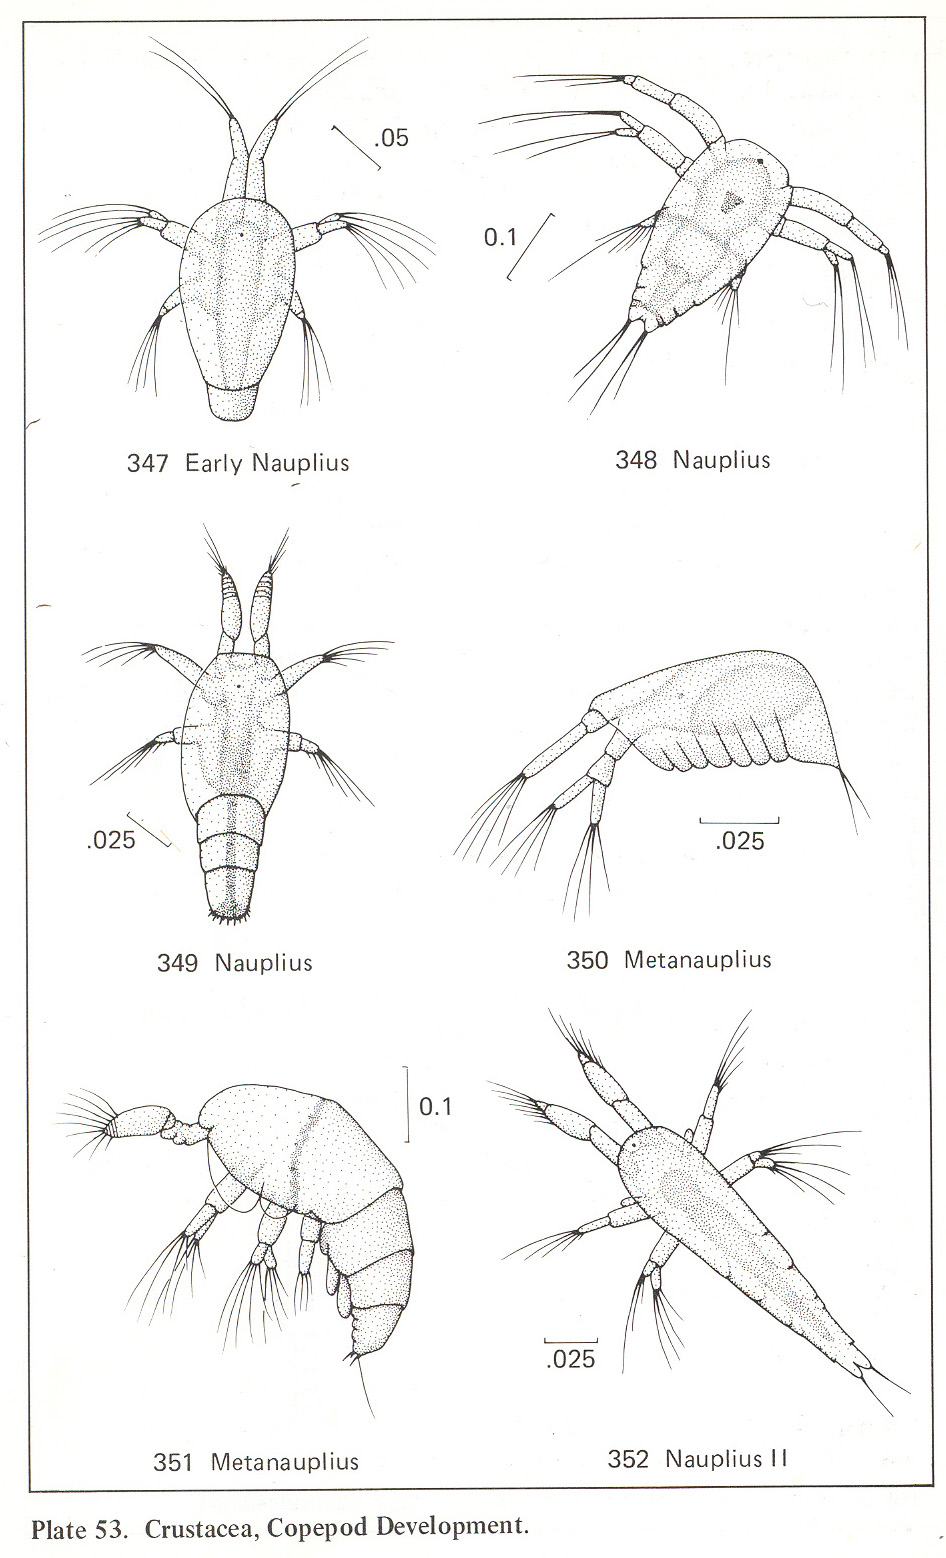 .05
0.1
347 Early Nauplius
348 Nauplius
.025
.025
349 Nauplius
350 Metanauplius
0.1
.025
351 Metanauplius
352 Nauplius II
Plate 53. Crustacea, Copepod Development.